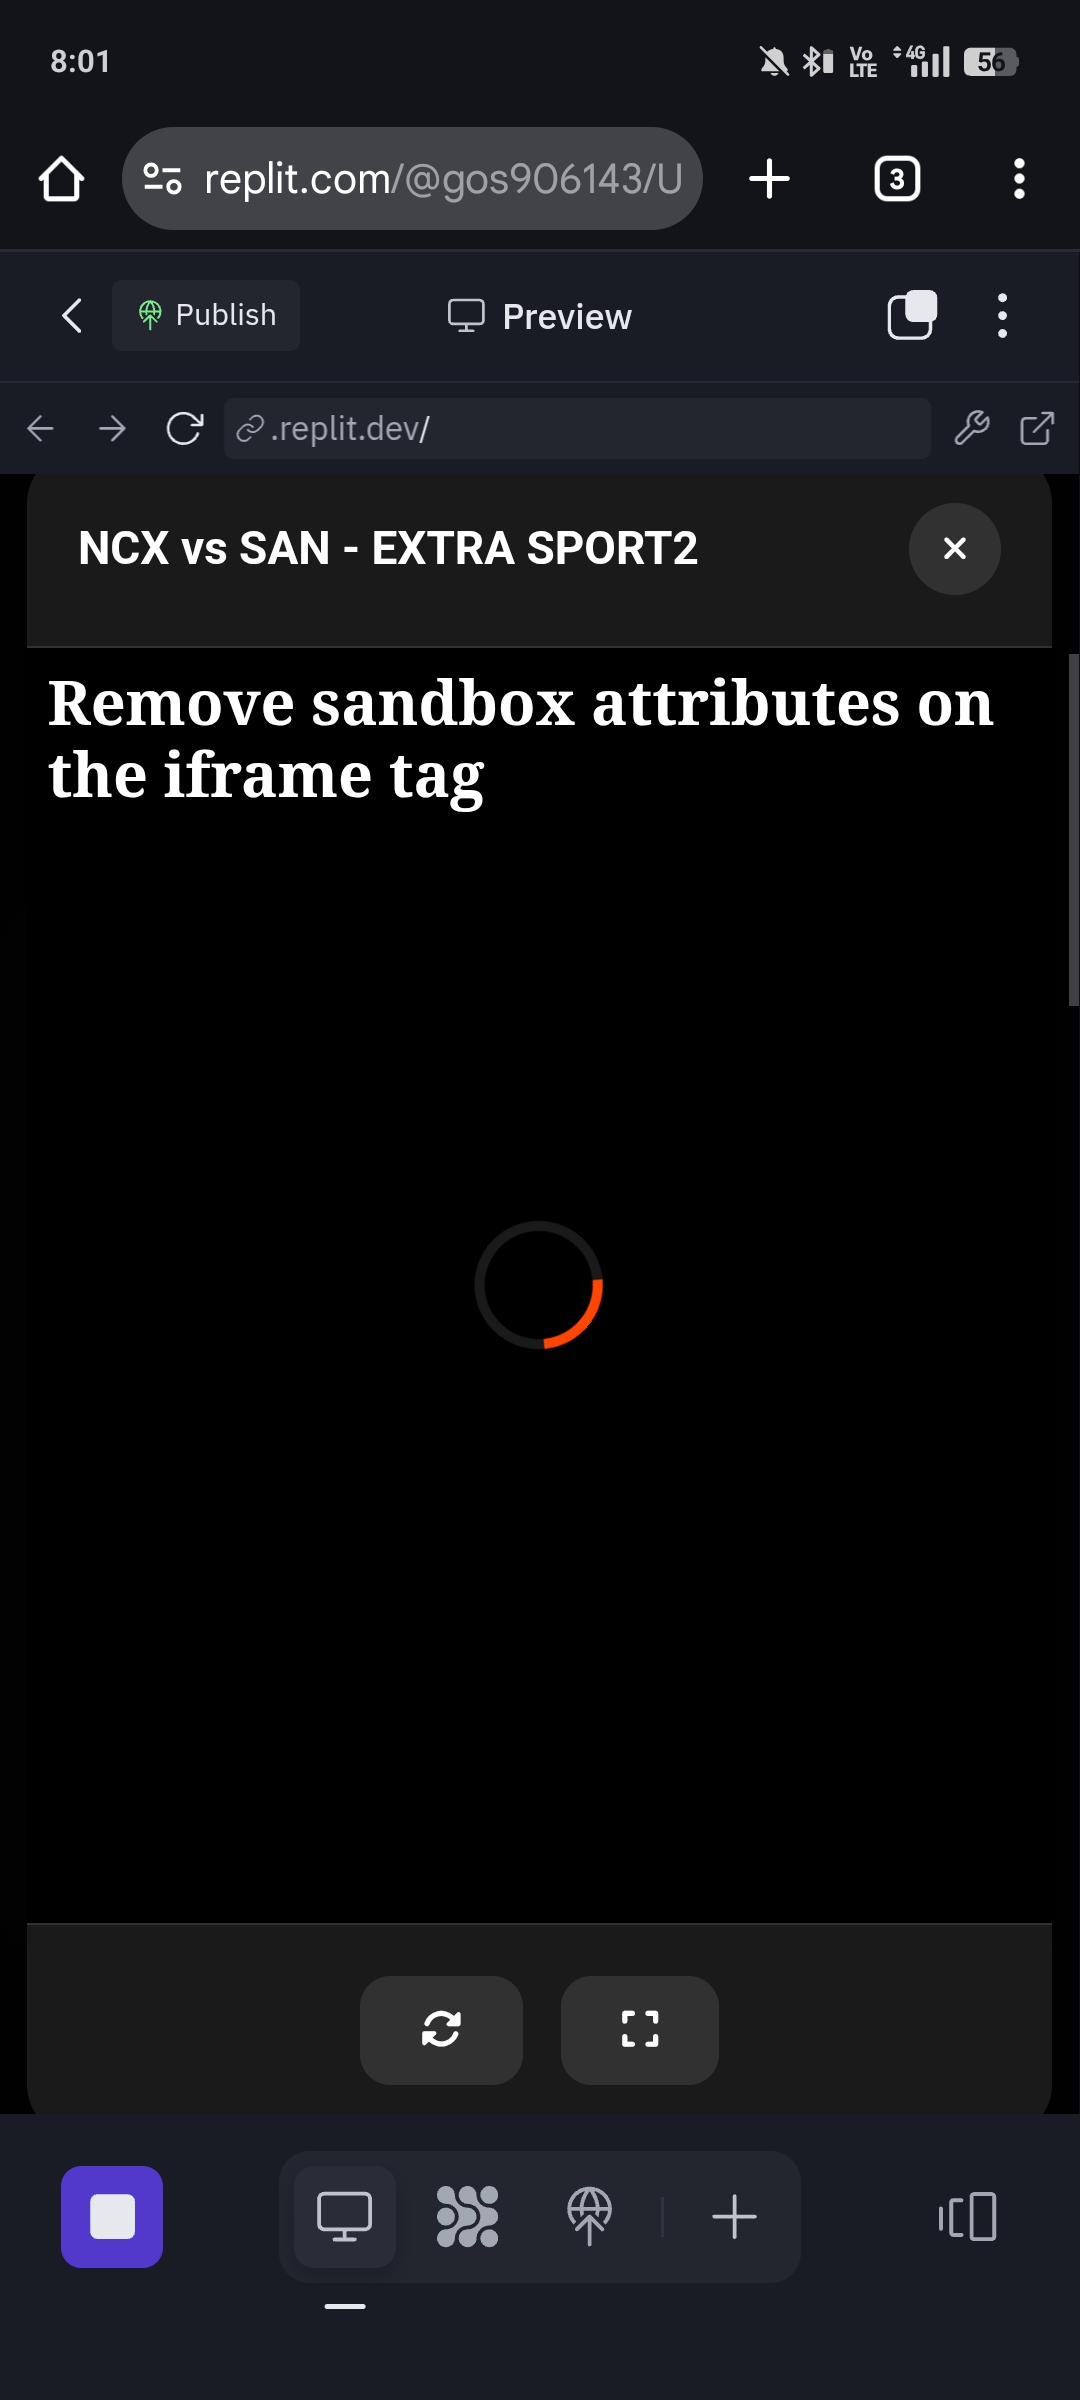 8:01
Vo LTE
4G
56
replit.com/@gos906143/U
3
Publish
Preview
.replit.dev/
NCX vs SAN - EXTRA SPORT2
Remove sandbox attributes on
the iframe tag